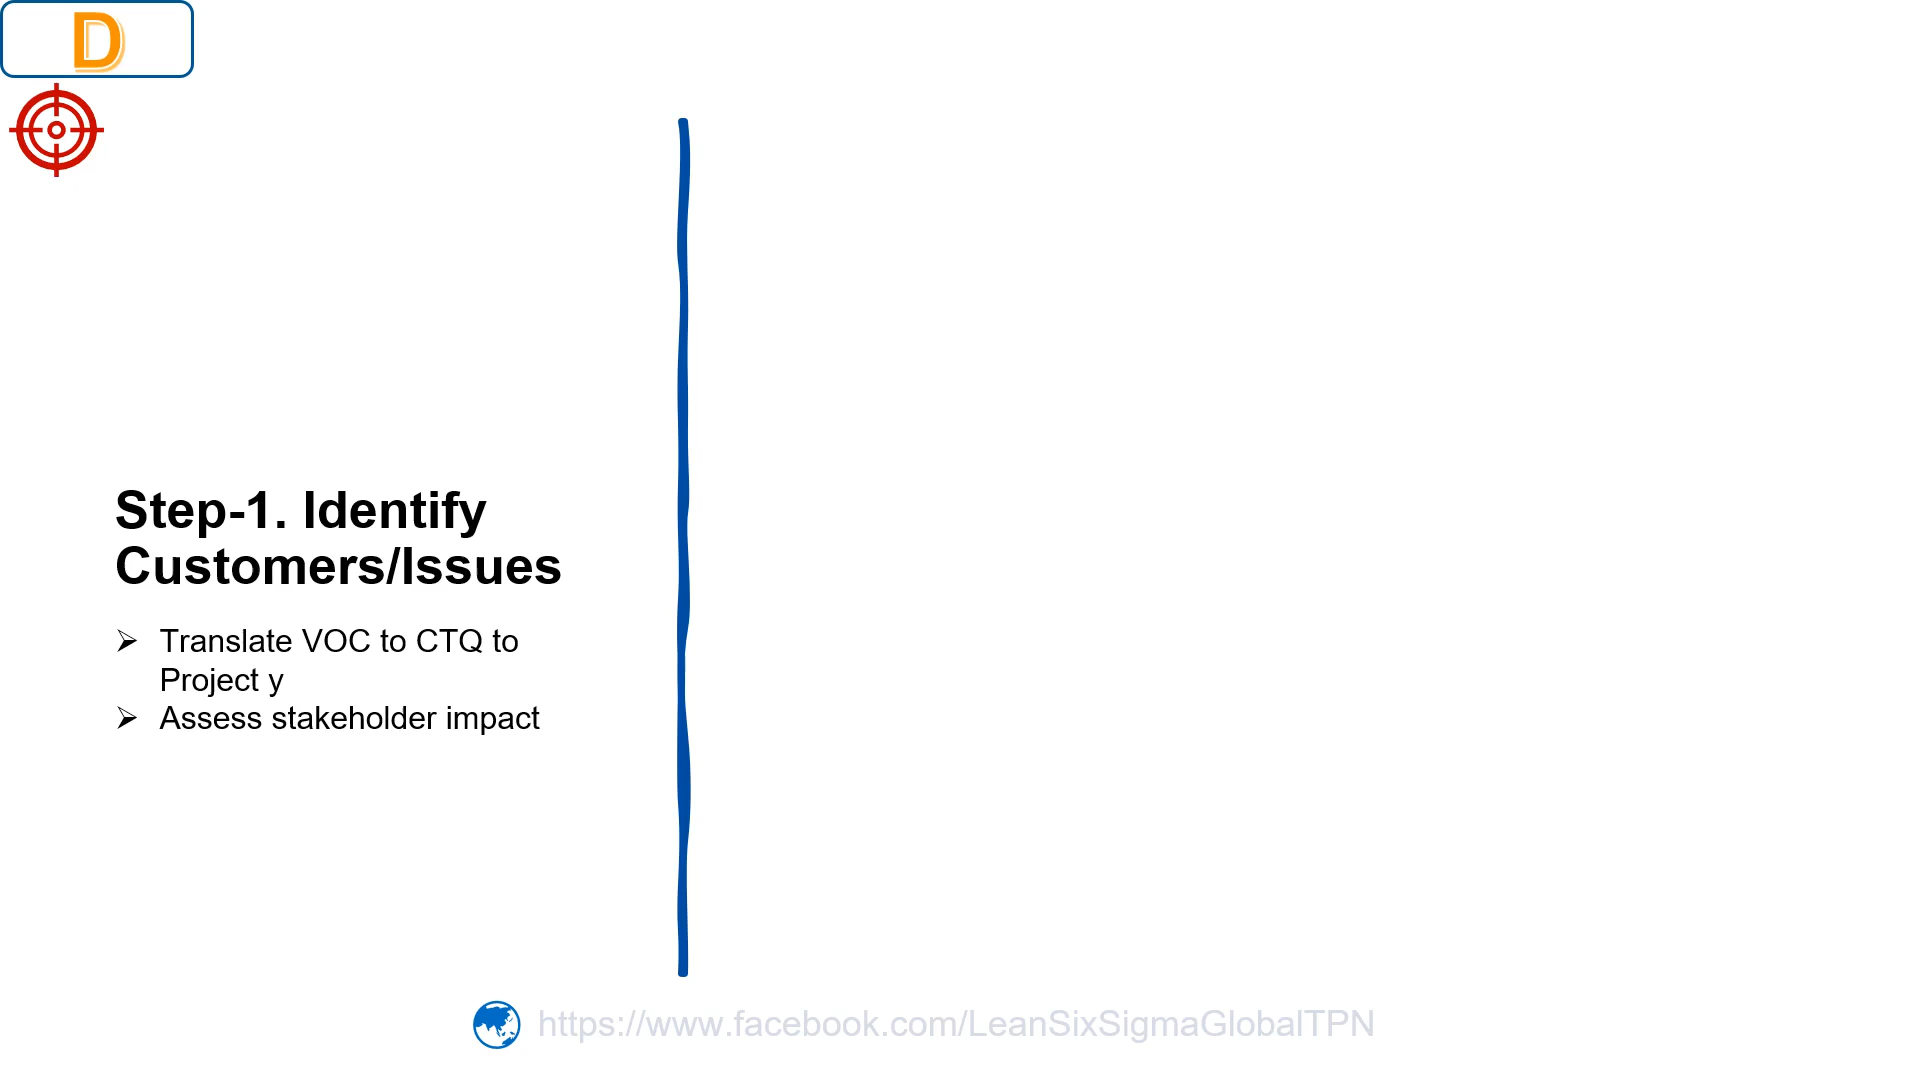 D
Step-1. Identify
Customers/Issues
➢ Translate VOC to CTQ to
Project y
➢ Assess stakeholder impact
https://www.facebook.com/LeanSixSigmaGlobalTPN